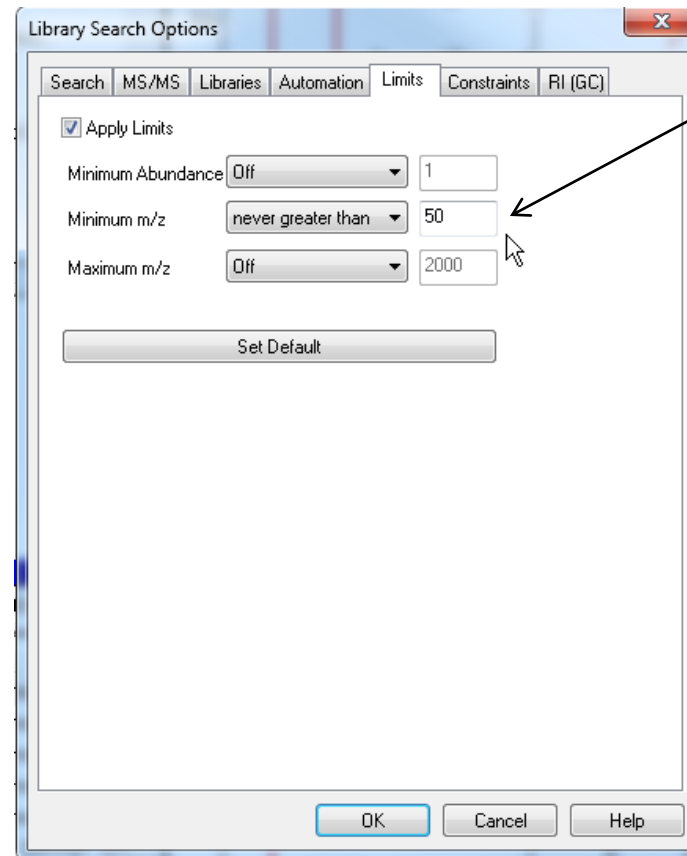 Library Search Options
Search MS/MS Libraries Automation Limits Constraints RI (GC)
Apply Limits
Minimum Abundance Off 1
Minimum m/z never greater than 50
Maximum m/z Off 2000
Set Default
OK Cancel Help